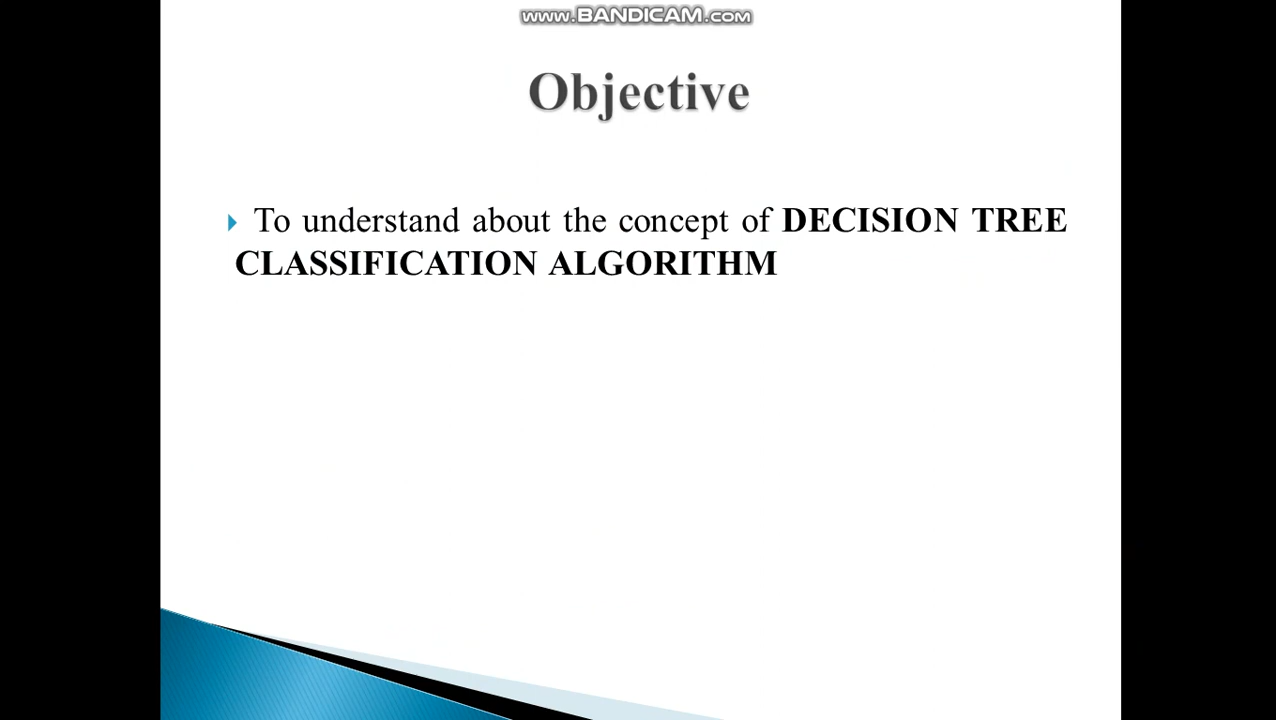 www.BANDICAM.com
Objective
To understand about the concept of DECISION TREE
CLASSIFICATION ALGORITHM